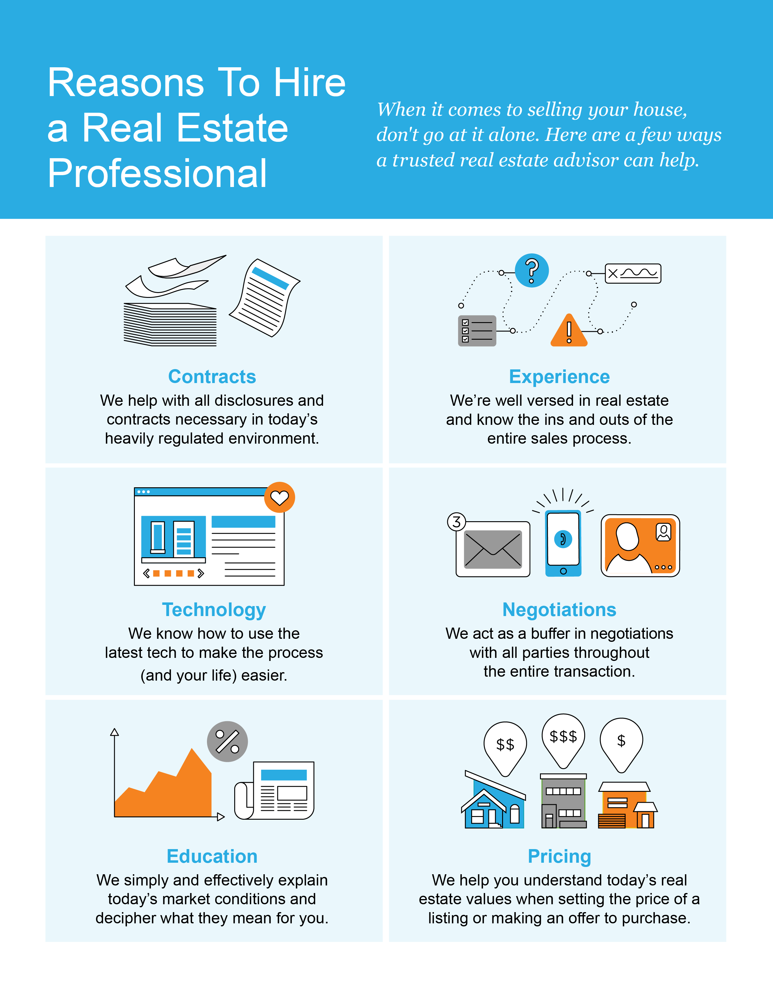 Reasons To Hire
a Real Estate
Professional
When it comes to selling your house,
don't go at it alone. Here are a few ways
a trusted real estate advisor can help.
Contracts
We help with all disclosures and
contracts necessary in today’s
heavily regulated environment.
?
!
Experience
We’re well versed in real estate
and know the ins and outs of the
entire sales process.
Technology
We know how to use the
latest tech to make the process
(and your life) easier.
3
Negotiations
We act as a buffer in negotiations
with all parties throughout
the entire transaction.
%
Education
We simply and effectively explain
today’s market conditions and
decipher what they mean for you.
$$
$$$
$
Pricing
We help you understand today’s real
estate values when setting the price of a
listing or making an offer to purchase.